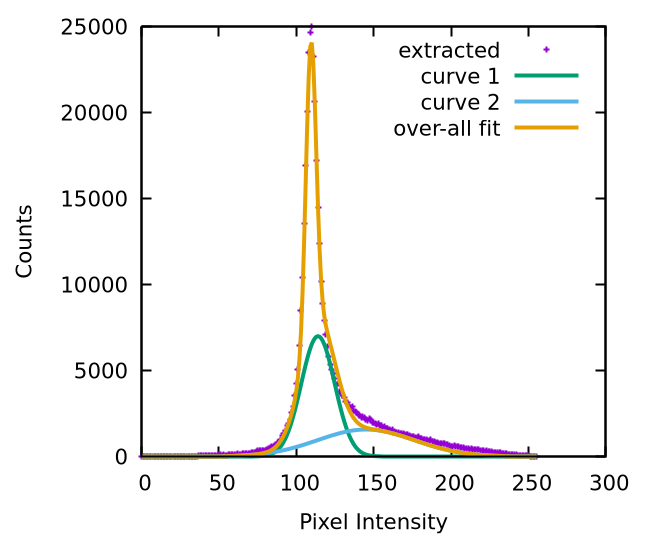 25000
20000
15000
10000
5000
0
Counts
extracted
curve 1
curve 2
over-all fit
0 50 100 150 200 250 300
Pixel Intensity